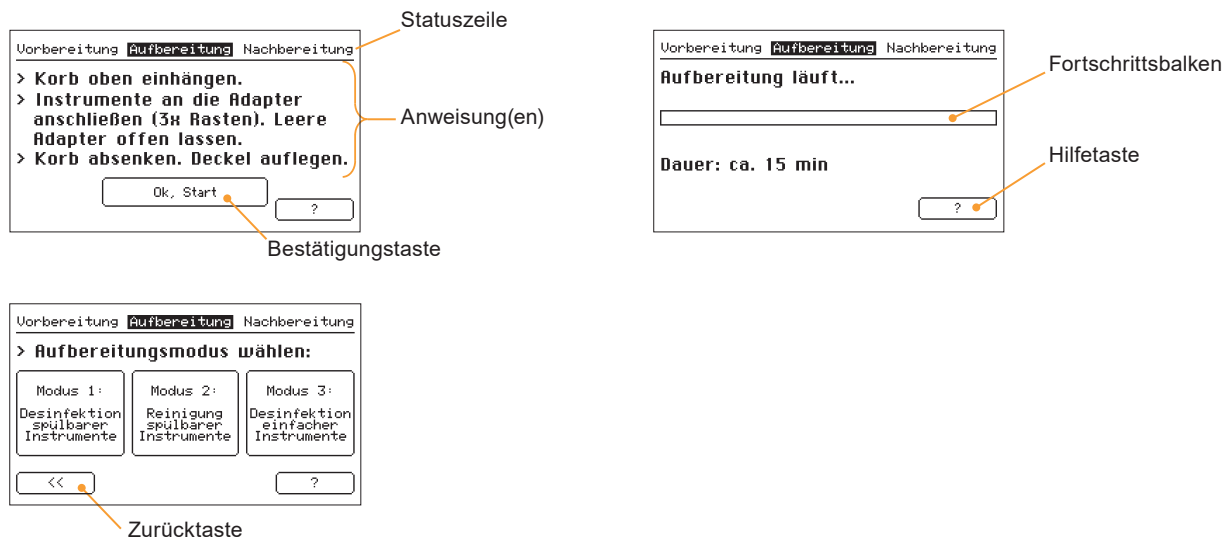 Statuszeile
Vorbereitung Aufbereitung Nachbereitung
> Korb oben einhängen.
> Instrumente an die Adapter
anschließen (3x Rasten). Leere
Adapter offen lassen.
> Korb absenken. Deckel auflegen.
Anweisung(en)
Ok, Start
?
Bestätigungstaste
Vorbereitung Aufbereitung Nachbereitung
Aufbereitung läuft...
Fortschrittsbalken
Dauer: ca. 15 min
Hilfetaste
?
Vorbereitung Aufbereitung Nachbereitung
> Aufbereitungsmodus wählen:
Modus 1:
Desinfektion
spülbarer
Instrumente
Modus 2:
Reinigung
spülbarer
Instrumente
Modus 3:
Desinfektion
einfacher
Instrumente
<<
?
Zurücktaste